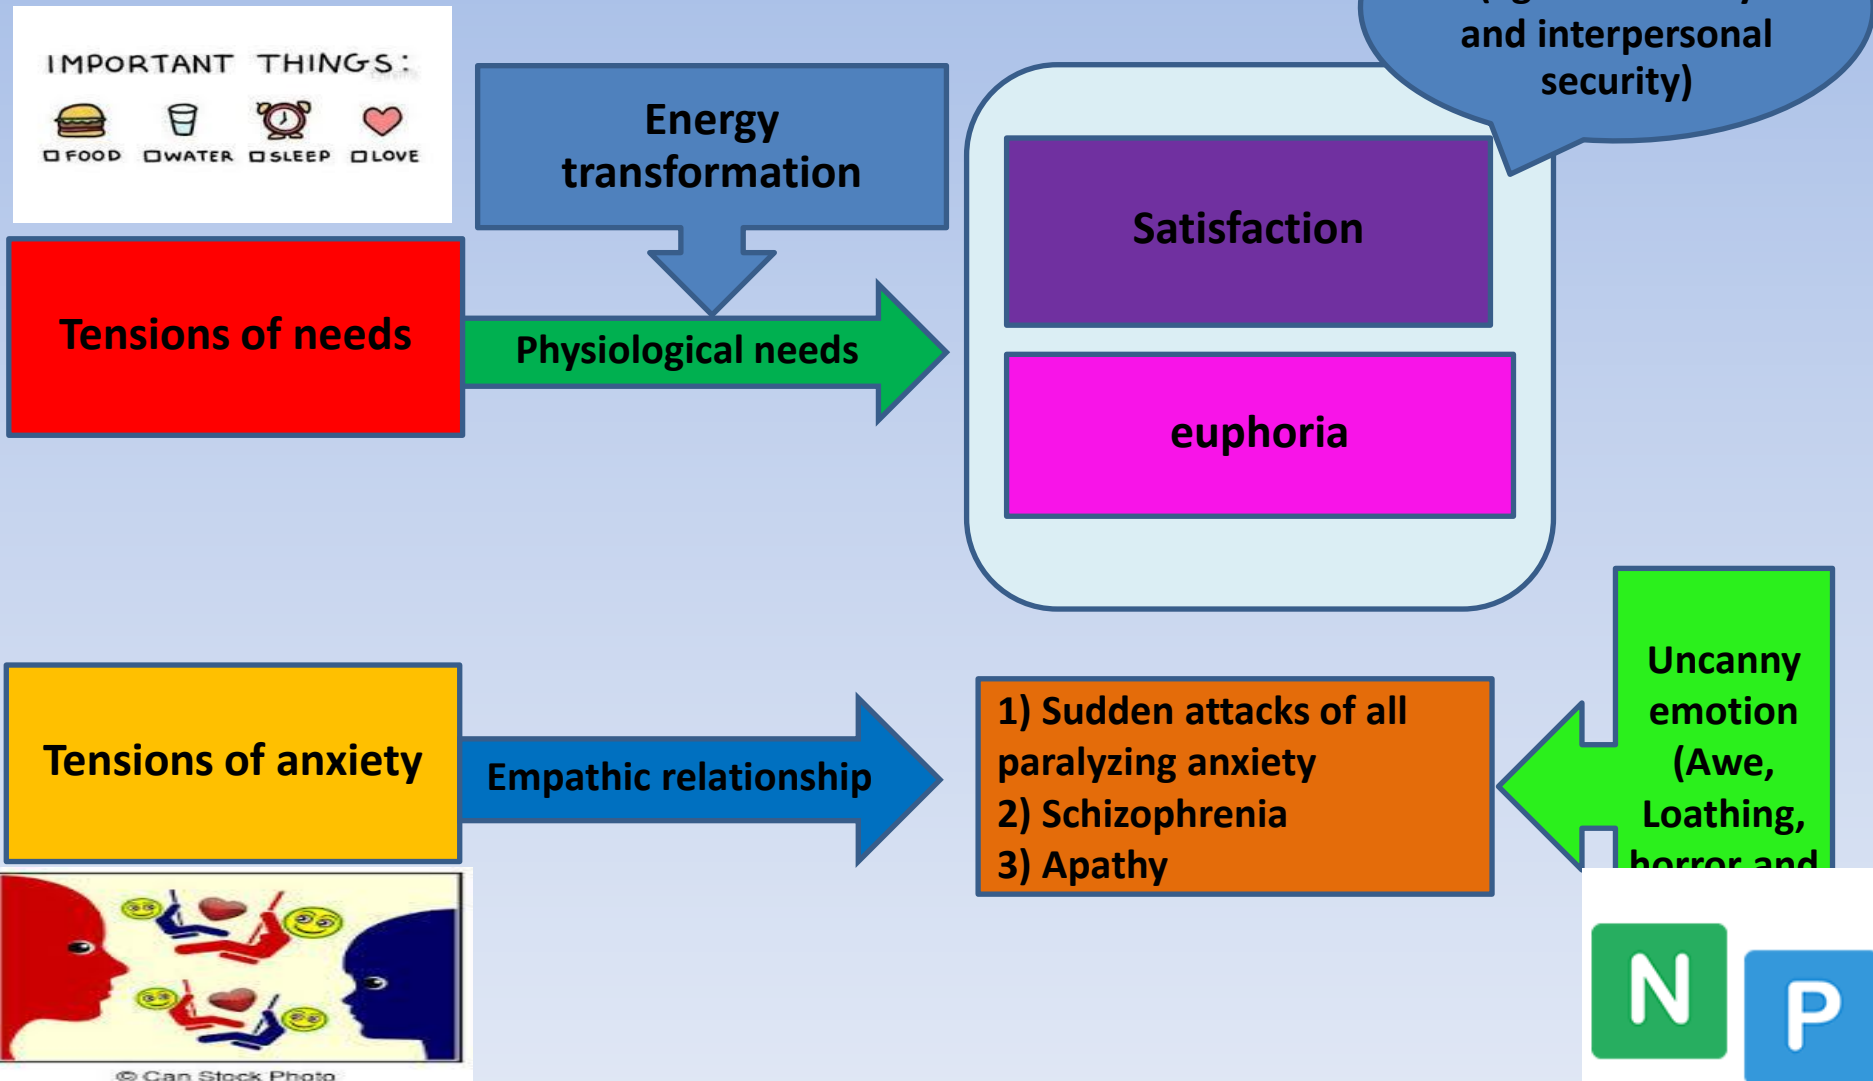 and interpersonal
security)
IMPORTANT THINGS:
FOOD WATER SLEEP LOVE
Energy
transformation
Satisfaction
Tensions of needs
Physiological needs
euphoria
Tensions of anxiety
Empathic relationship
1) Sudden attacks of all
paralyzing anxiety
2) Schizophrenia
3) Apathy
Uncanny
emotion
(Awe,
Loathing,
horror and
© Can Stock Photo
N
P